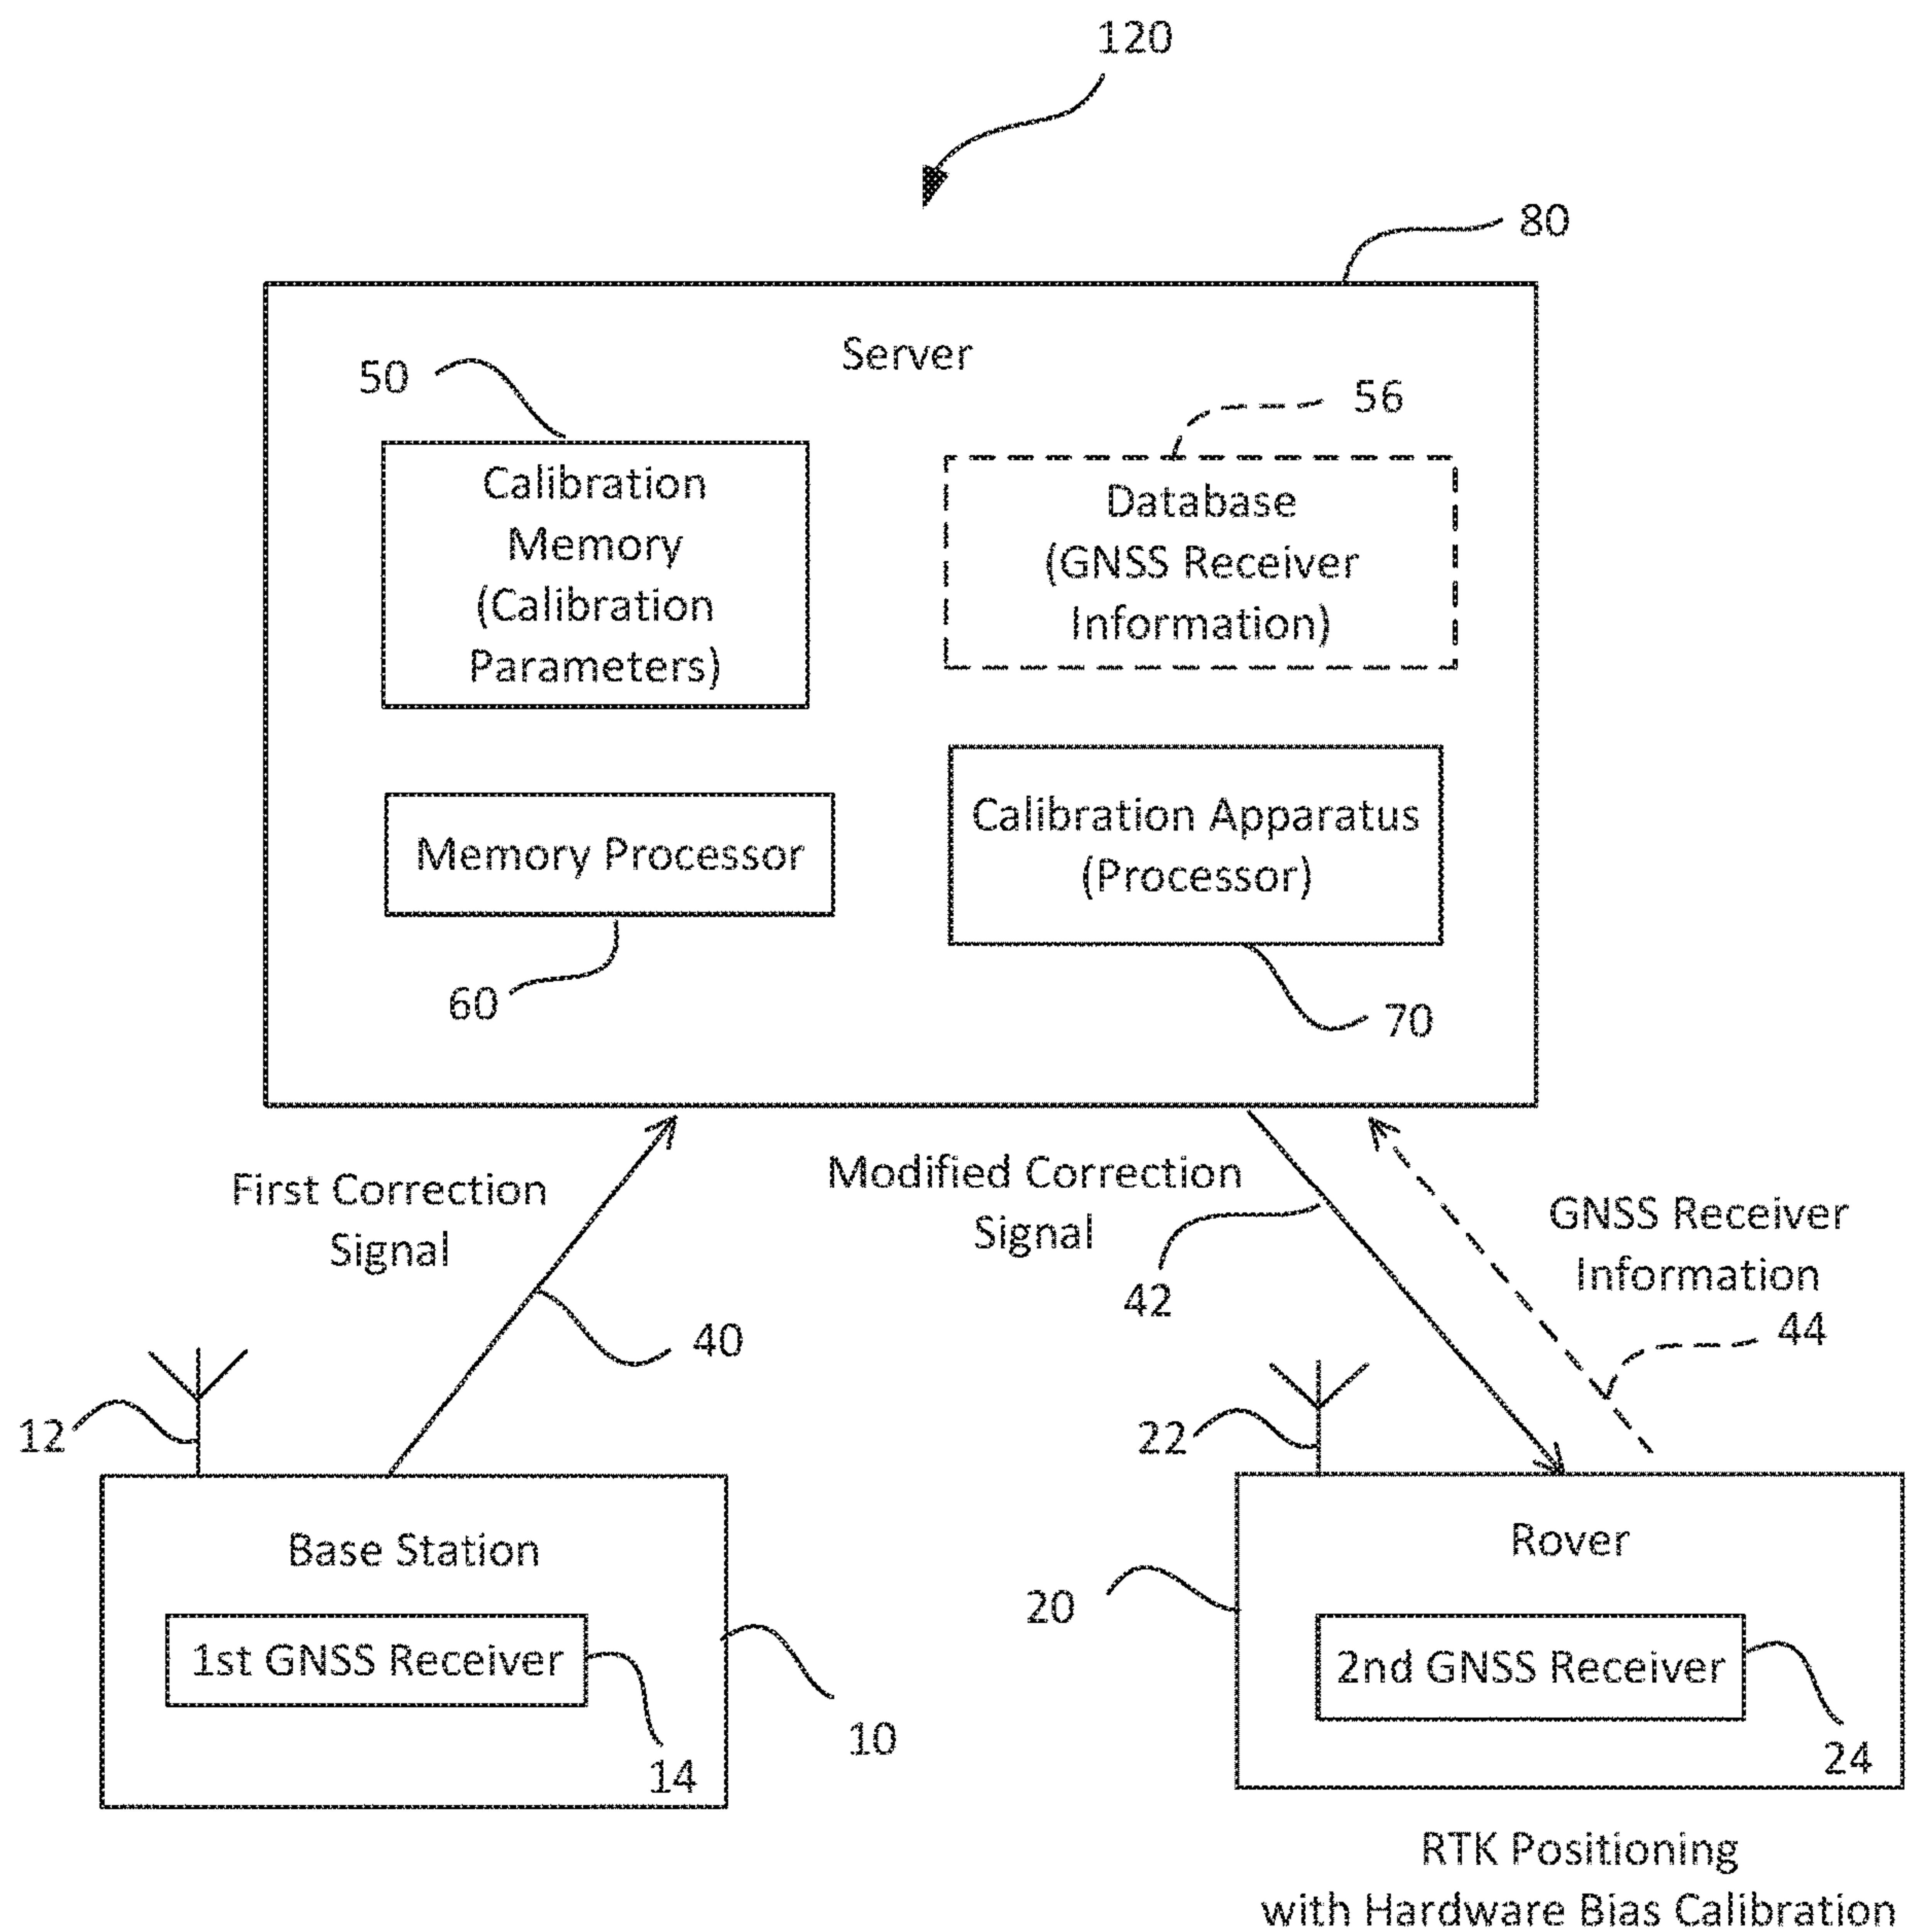 120
80
Server
50
56
Calibration
Memory
(Calibration
Parameters)
Database
(GNSS Receiver
Information)
Memory Processor
Calibration Apparatus
(Processor)
60
70
First Correction
Signal
Modified Correction
Signal
GNSS Receiver
Information
40
42
44
12
22
Base Station
1st GNSS Receiver
14
10
Rover
20
2nd GNSS Receiver
24
RTK Positioning
with Hardware Bias Calibration